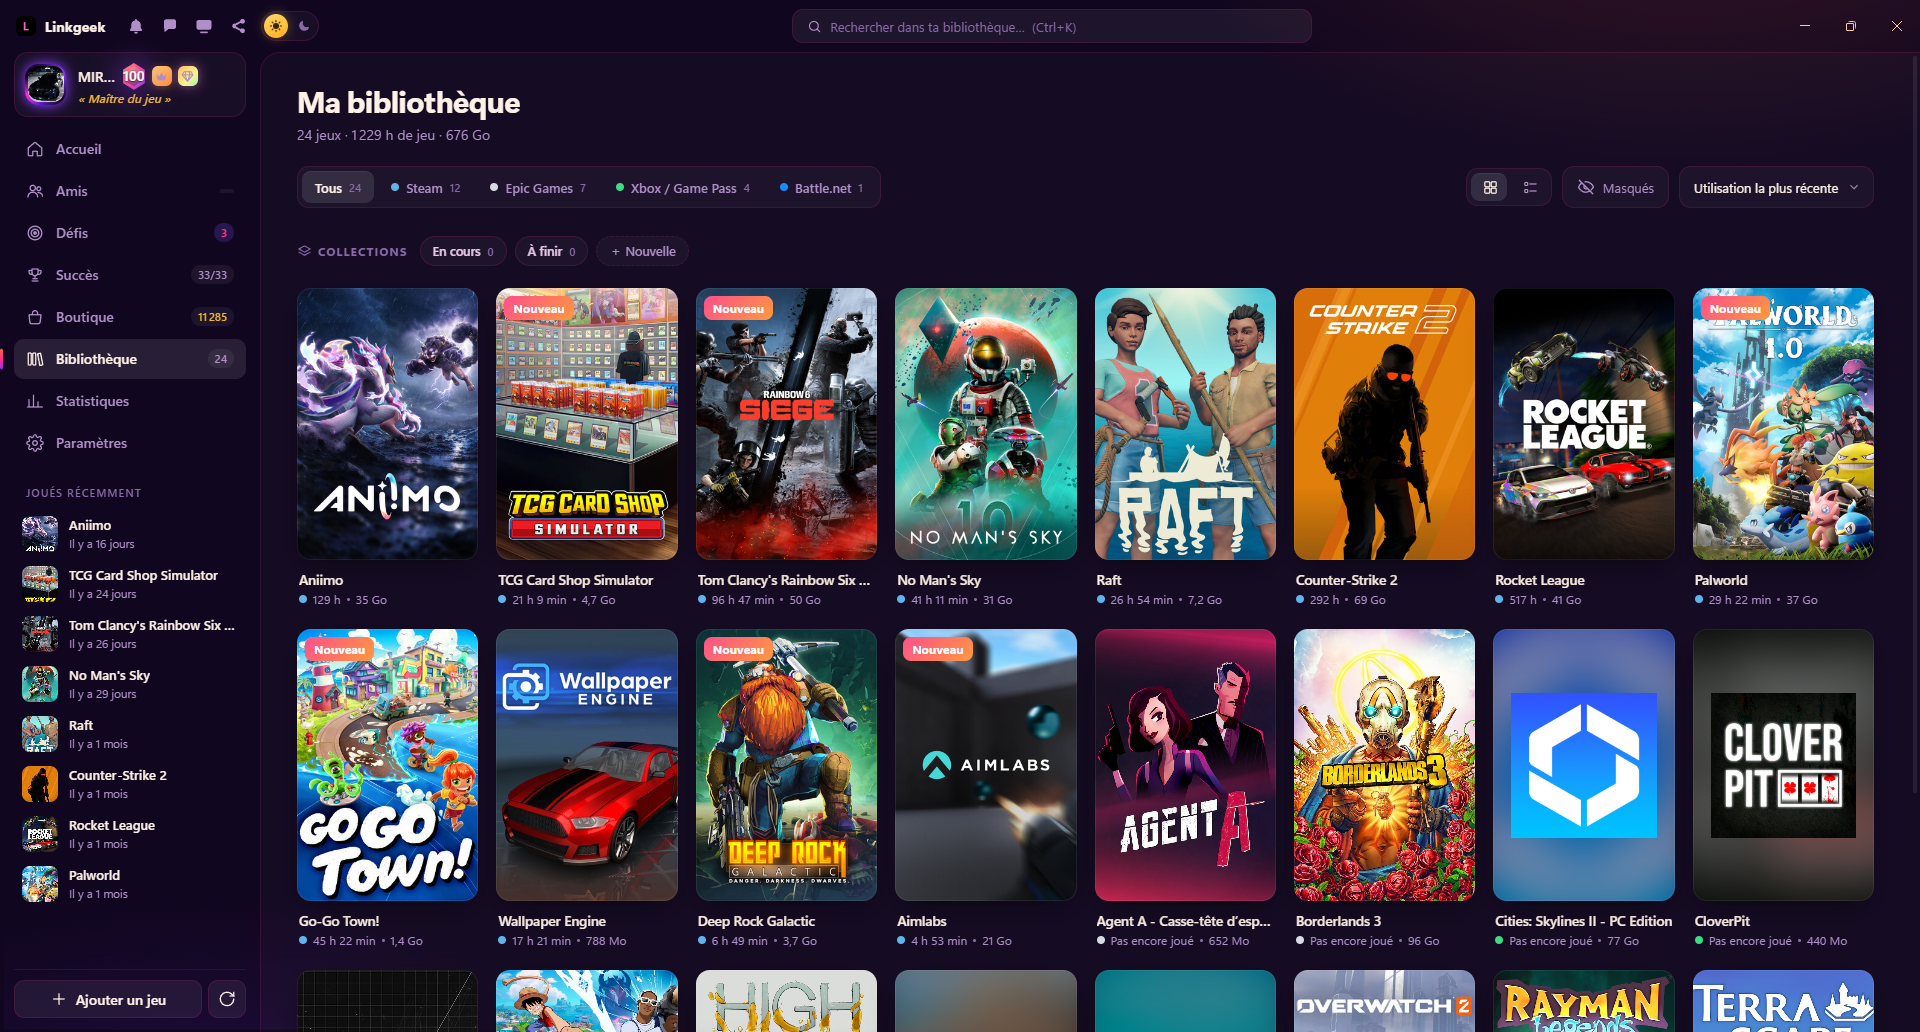 L Linkgeek
Rechercher dans ta bibliothèque... (Ctrl+K)
MIR... 100
« Maître du jeu »
Accueil
Amis
Défis 3
Succès 33/33
Boutique 11285
Bibliothèque 24
Statistiques
Paramètres
JOUÉS RÉCEMMENT
Aniimo
Il y a 16 jours
TCG Card Shop Simulator
Il y a 24 jours
Tom Clancy's Rainbow Six ...
Il y a 26 jours
No Man's Sky
Il y a 29 jours
Raft
Il y a 1 mois
Counter-Strike 2
Il y a 1 mois
Rocket League
Il y a 1 mois
Palworld
Il y a 1 mois
+ Ajouter un jeu
Ma bibliothèque
24 jeux · 1229 h de jeu · 676 Go
Tous 24
Steam 12
Epic Games 7
Xbox / Game Pass 4
Battle.net 1
Masqués
Utilisation la plus récente
COLLECTIONS
En cours 0
À finir 0
+ Nouvelle
ANIIMO
Nouveau
TCG CARD SHOP
SIMULATOR
Nouveau
RAINBOW 6
SIEGE
10
NO MAN'S SKY
RAFT
COUNTER
STRIKE 2
ROCKET
LEAGUE
Nouveau
PALWORLD
1.0
Aniimo
129 h • 35 Go
TCG Card Shop Simulator
21 h 9 min • 4,7 Go
Tom Clancy's Rainbow Six ...
96 h 47 min • 50 Go
No Man's Sky
41 h 11 min • 31 Go
Raft
26 h 54 min • 7,2 Go
Counter-Strike 2
292 h • 69 Go
Rocket League
517 h • 41 Go
Palworld
29 h 22 min • 37 Go
Nouveau
GO GO
TOWN!
Wallpaper
ENGINE
Nouveau
DEEP ROCK
GALACTIC
DANGER. DARKNESS. DWARVES.
Nouveau
AIMLABS
AGENT A
BORDERLANDS 3
CLOVER
PIT
Go-Go Town!
45 h 22 min • 1,4 Go
Wallpaper Engine
17 h 21 min • 788 Mo
Deep Rock Galactic
6 h 49 min • 3,7 Go
Aimlabs
4 h 53 min • 21 Go
Agent A - Casse-tête d'esp...
Pas encore joué • 652 Mo
Borderlands 3
Pas encore joué • 96 Go
Cities: Skylines II - PC Edition
Pas encore joué • 77 Go
CloverPit
Pas encore joué • 440 Mo
HIGH
OVERWATCH 2
RAYMAN
Legends
TERRA
SCAPE